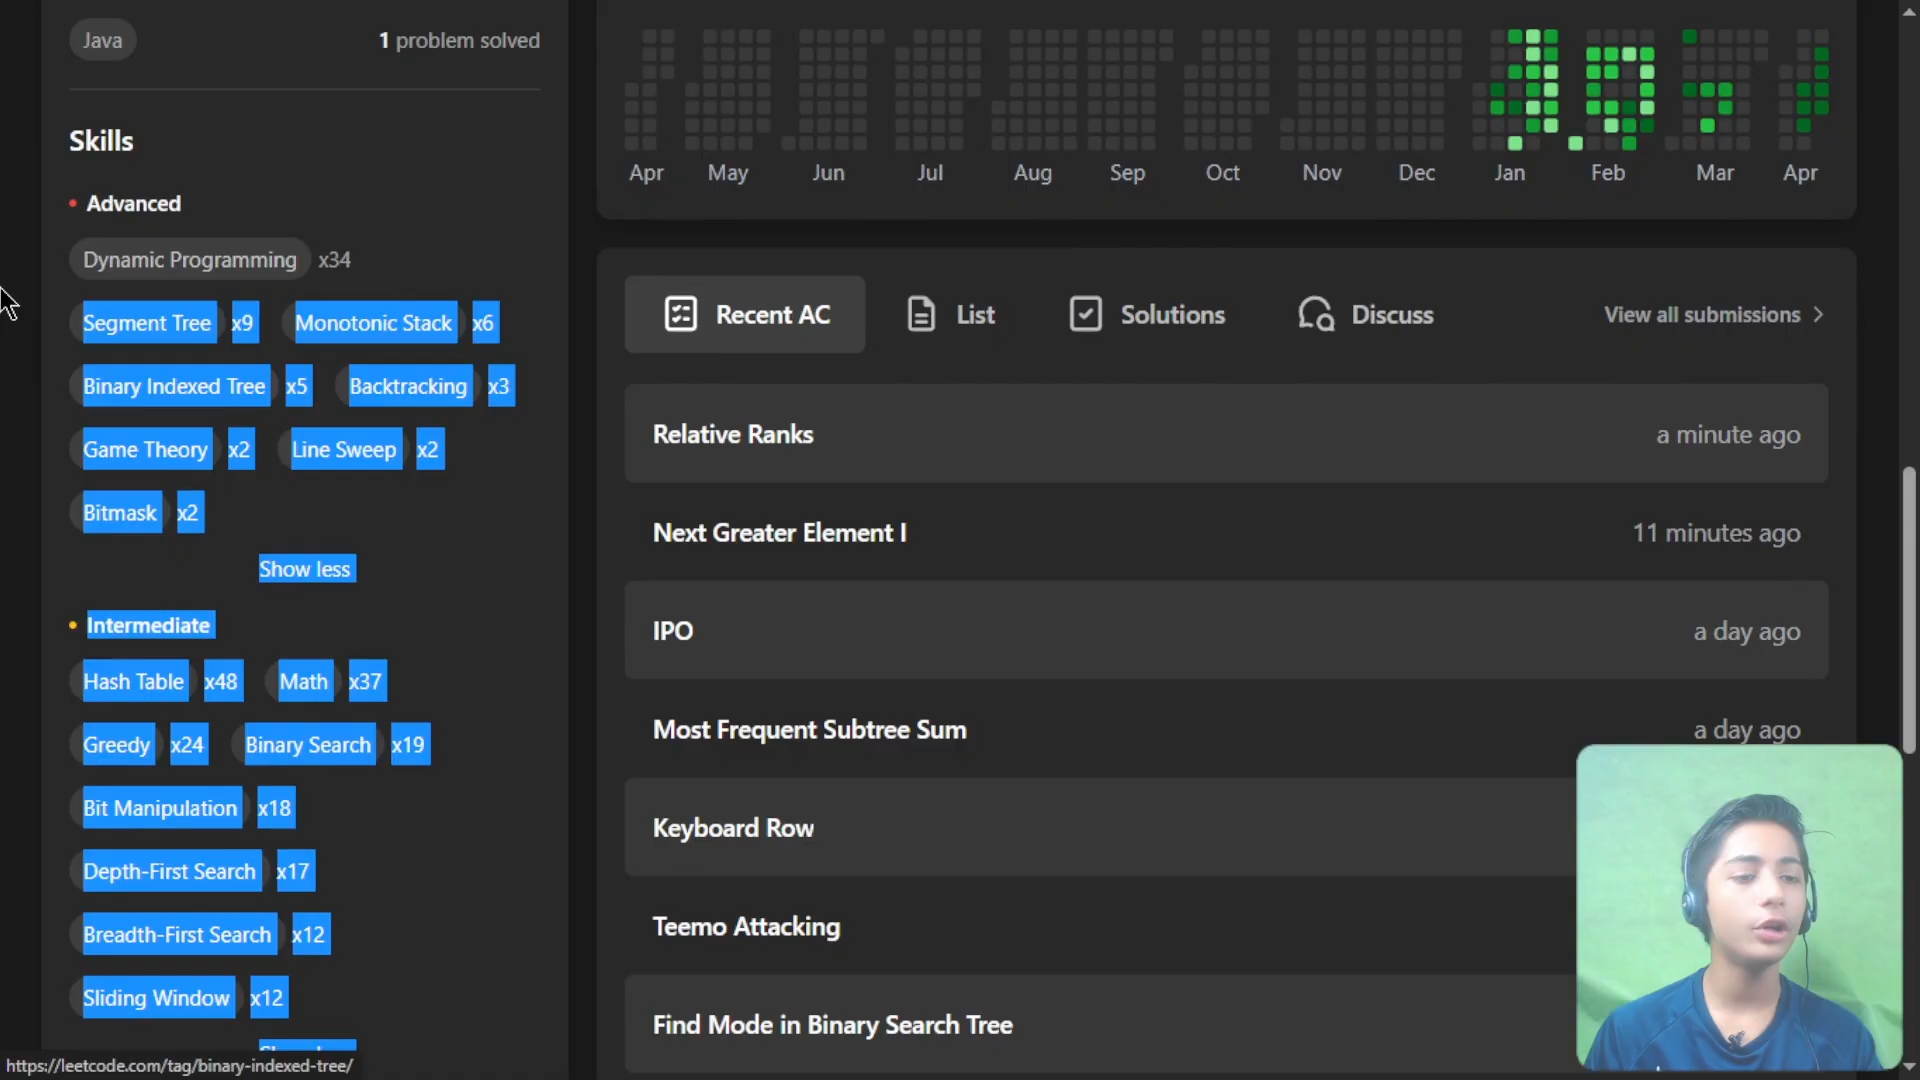 Java 1 problem solved
Skills
Advanced
Dynamic Programming x34
Segment Tree x9 Monotonic Stack x6
Binary Indexed Tree x5 Backtracking x3
Game Theory x2 Line Sweep x2
Bitmask x2
Show less
Intermediate
Hash Table x48 Math x37
Greedy x24 Binary Search x19
Bit Manipulation x18
Depth-First Search x17
Breadth-First Search x12
Sliding Window x12
https://leetcode.com/tag/binary-indexed-tree/
Apr May Jun Jul Aug Sep Oct Nov Dec Jan Feb Mar Apr
Recent AC List Solutions Discuss View all submissions
Relative Ranks a minute ago
Next Greater Element I 11 minutes ago
IPO a day ago
Most Frequent Subtree Sum a day ago
Keyboard Row
Teemo Attacking
Find Mode in Binary Search Tree